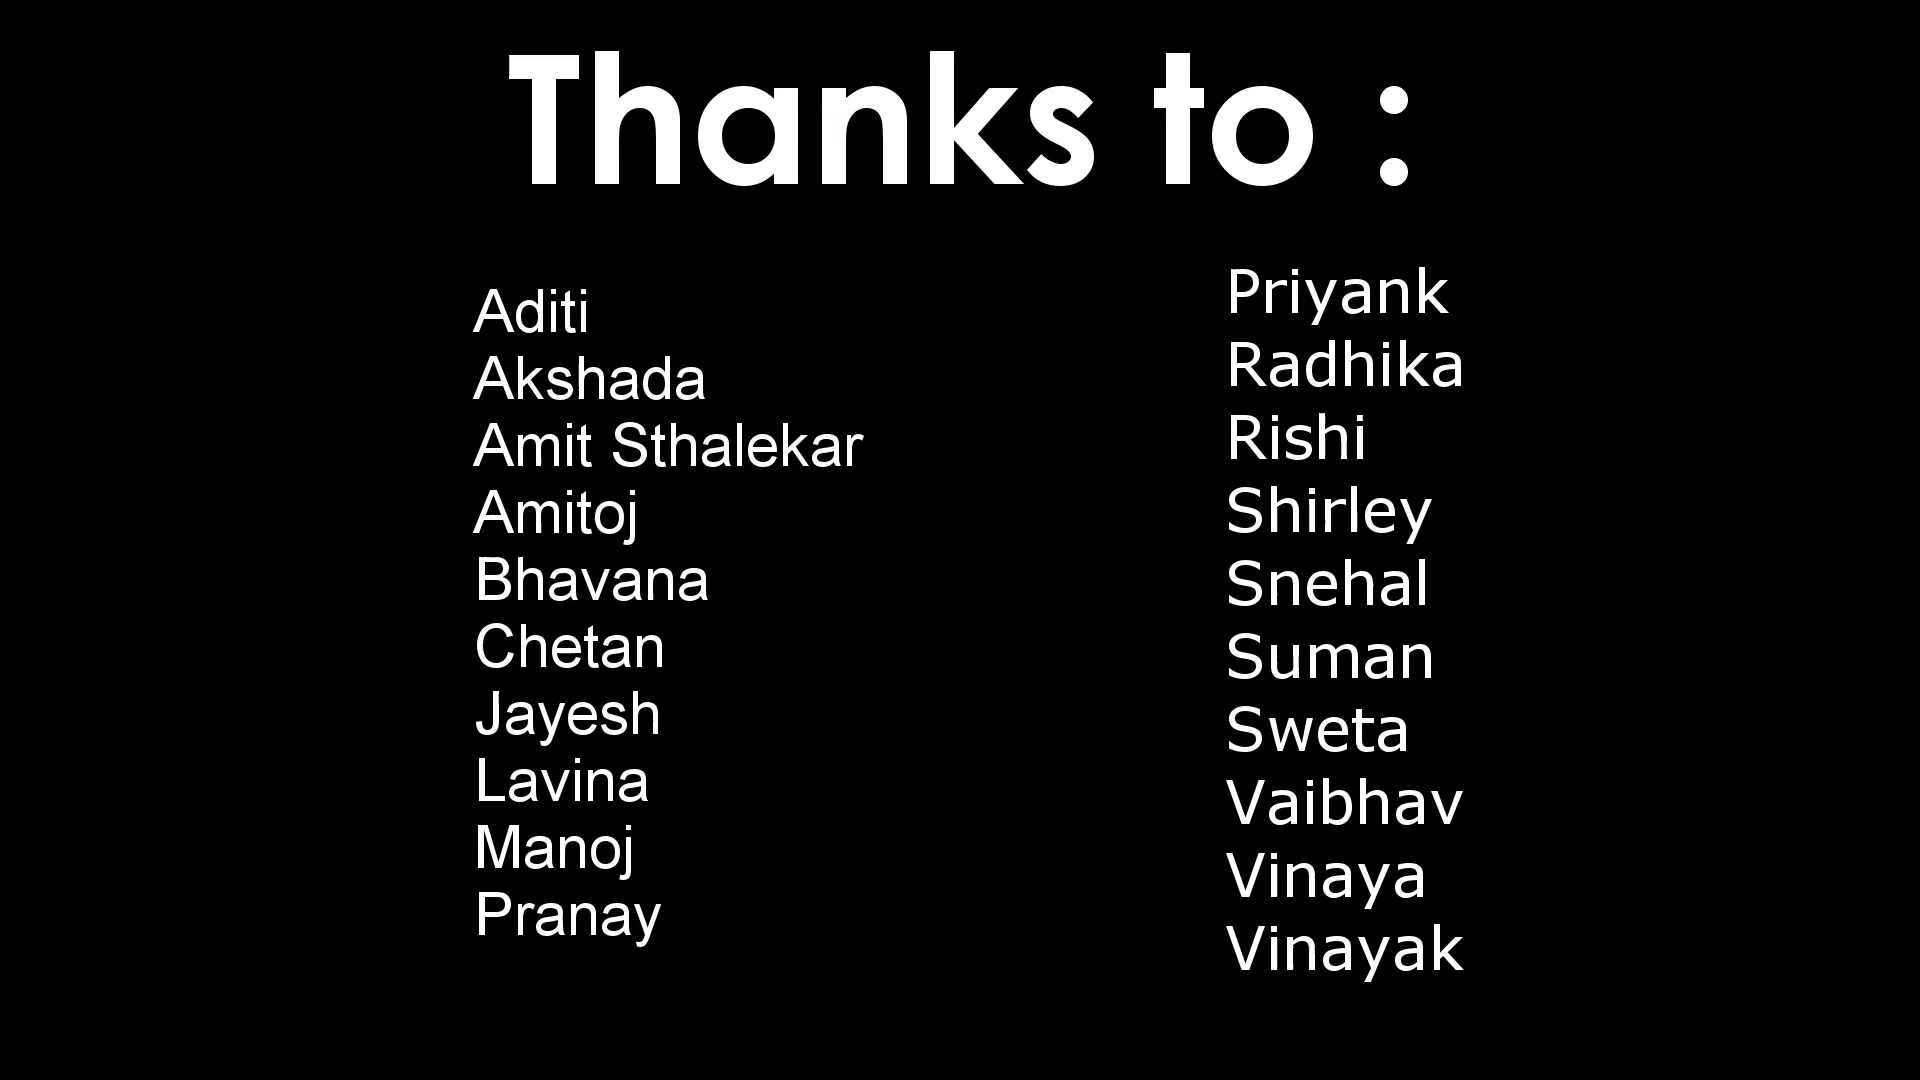 Thanks to :
Aditi
Akshada
Amit Sthalekar
Amitoj
Bhavana
Chetan
Jayesh
Lavina
Manoj
Pranay
Priyank
Radhika
Rishi
Shirley
Snehal
Suman
Sweta
Vaibhav
Vinaya
Vinayak